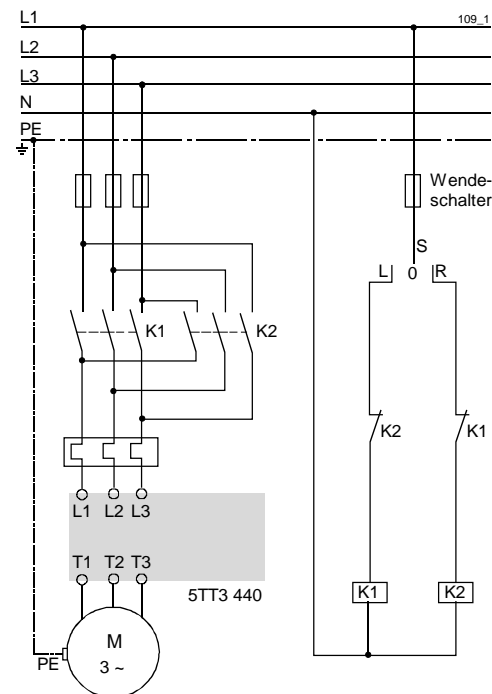 L1
109_1
L2
L3
N
PE
Wende-
schalter
S
L 0 R
K1 K2
K2 K1
L1 L2 L3
T1 T2 T3
5TT3 440
K1 K2
M
3 ~
PE